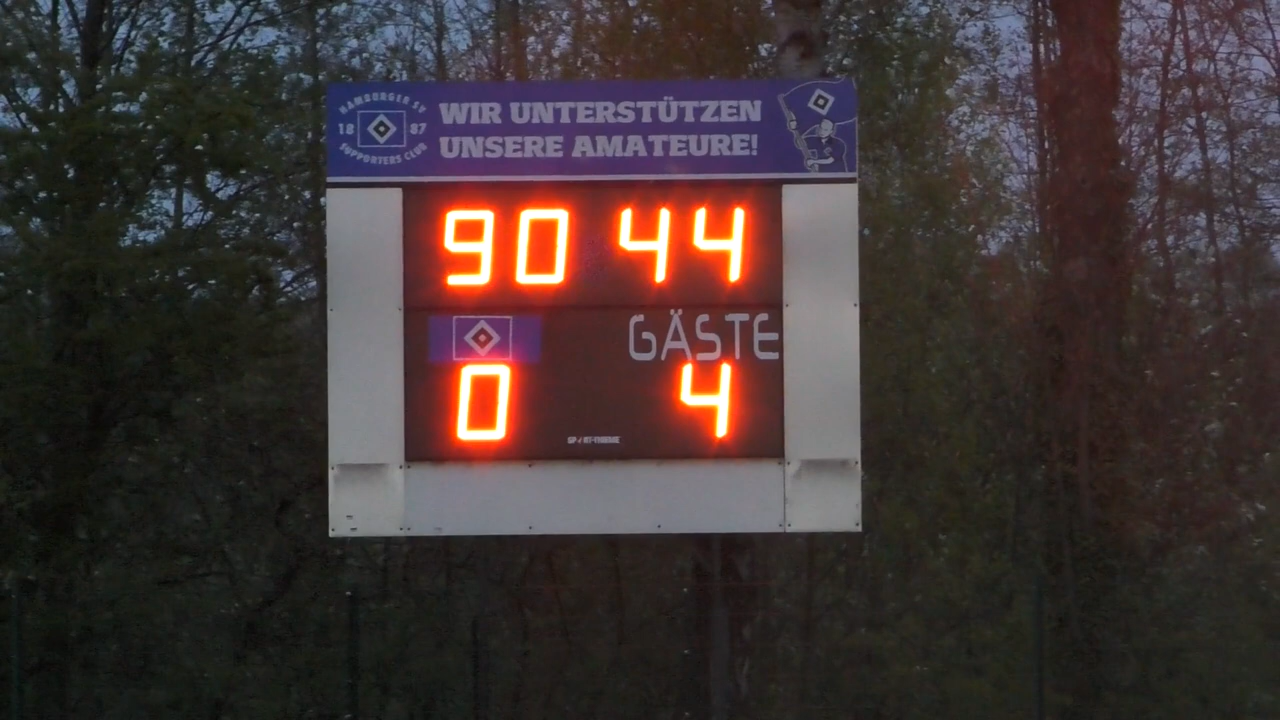 HAMBURGER SV
18 87
SUPPORTERS CLUB
WIR UNTERSTÜTZEN
UNSERE AMATEURE!
90 44
GÄSTE
0 4